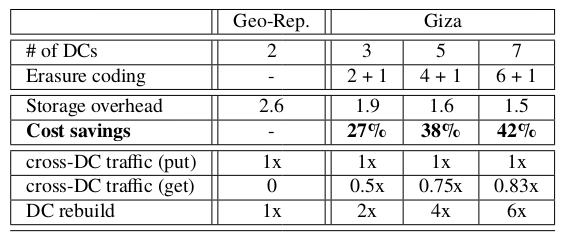 Geo-Rep. Giza
# of DCs 2 3 5 7
Erasure coding - 2 + 1 4 + 1 6 + 1
Storage overhead 2.6 1.9 1.6 1.5
Cost savings - 27% 38% 42%
cross-DC traffic (put) 1x 1x 1x 1x
cross-DC traffic (get) 0 0.5x 0.75x 0.83x
DC rebuild 1x 2x 4x 6x